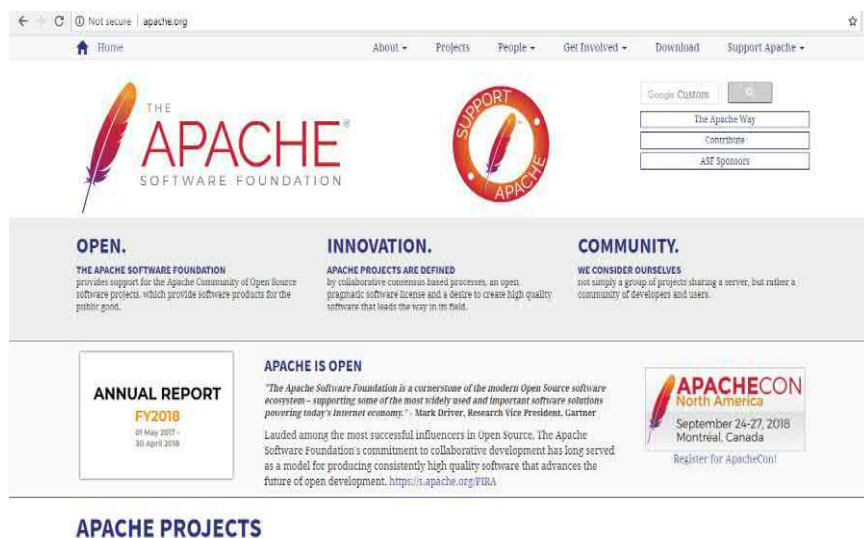 Not secure | apache.org
Home About Projects People Get Involved Download Support Apache
THE
APACHE®
SOFTWARE FOUNDATION
SUPPORT
APACHE
Google Custom
The Apache Way
Contribute
ASF Sponsors
OPEN.
THE APACHE SOFTWARE FOUNDATION
provides support for the Apache Community of Open Source
software projects, which provide software products for the
public good.
INNOVATION.
APACHE PROJECTS ARE DEFINED
by collaborative consensus based processes, an open,
pragmatic software license and a desire to create high quality
software that leads the way in its field.
COMMUNITY.
WE CONSIDER OURSELVES
not simply a group of projects sharing a server, but rather a
community of developers and users.
ANNUAL REPORT
FY2018
01 May 2017 -
30 April 2018
APACHE IS OPEN
"The Apache Software Foundation is a cornerstone of the modern Open Source software
ecosystem – supporting some of the most widely used and important software solutions
powering today's Internet economy." - Mark Driver, Research Vice President, Gartner
Lauded among the most successful influencers in Open Source, The Apache
Software Foundation's commitment to collaborative development has long served
as a model for producing consistently high quality software that advances the
future of open development. https://s.apache.org/PIRA
APACHECON
North America
September 24-27, 2018
Montréal, Canada
Register for ApacheCon!
APACHE PROJECTS